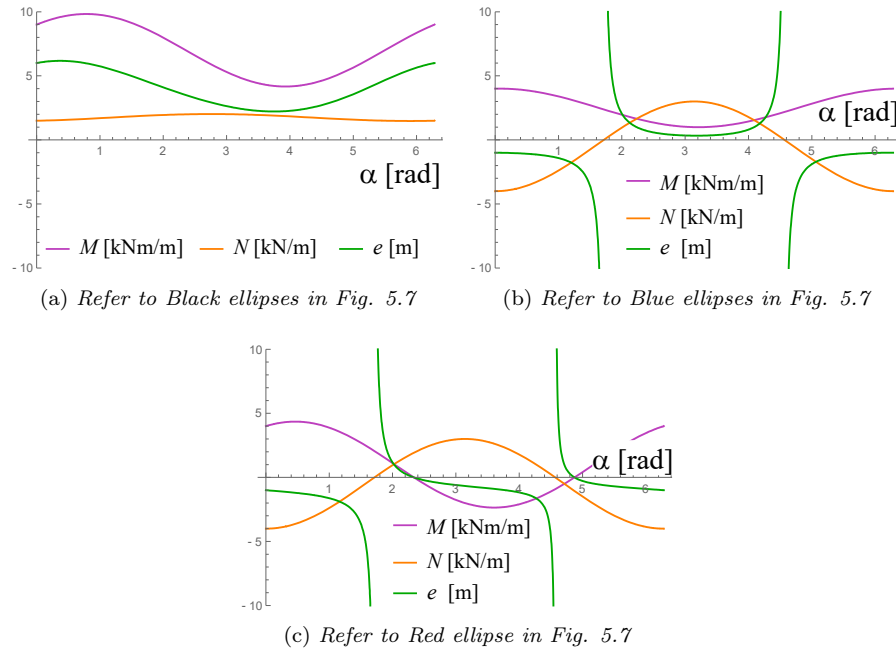 10
5
1 2 3 4 5 6
α [rad]
- 5
- 10
M [kNm/m] N [kN/m] e [m]
(a) Refer to Black ellipses in Fig. 5.7
10
5
α [rad]
1 2 3 4 5 6
- 5
M [kNm/m]
N [kN/m]
e [m]
- 10
(b) Refer to Blue ellipses in Fig. 5.7
10
5
α [rad]
1 2 3 4 5 6
- 5
M [kNm/m]
N [kN/m]
e [m]
- 10
(c) Refer to Red ellipse in Fig. 5.7